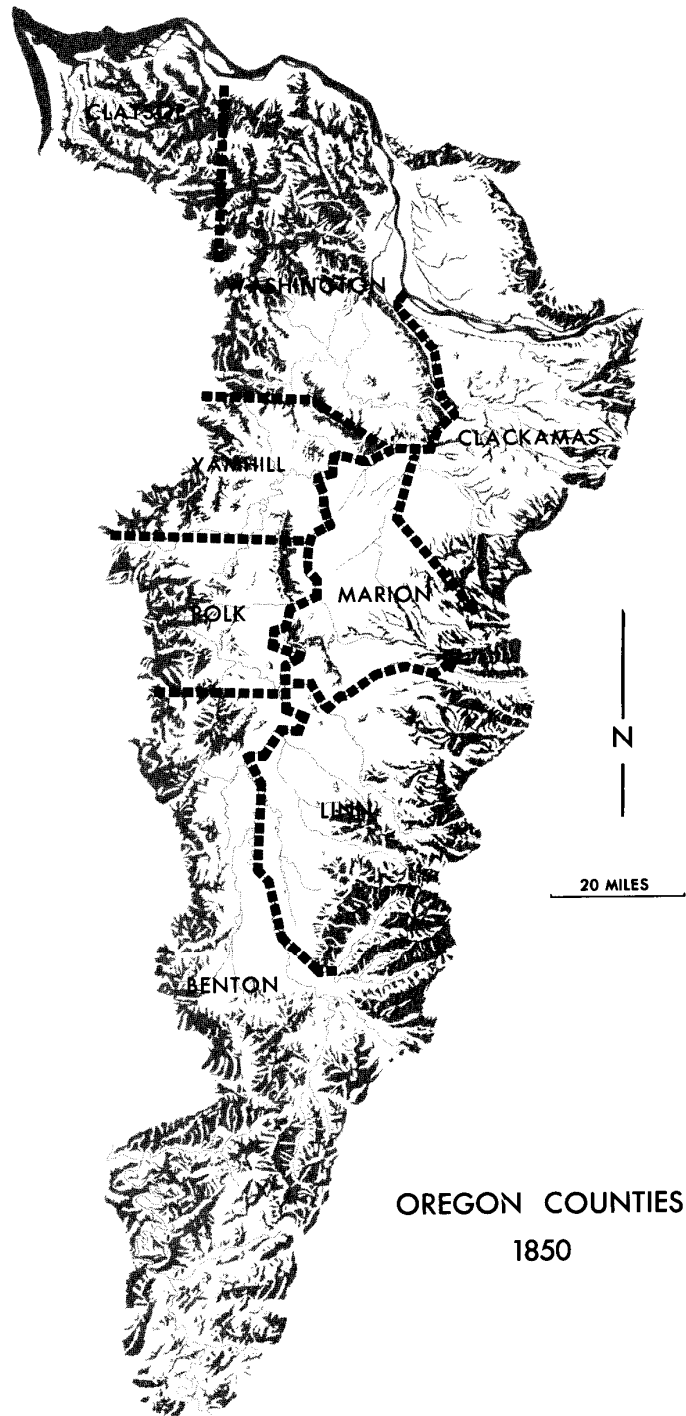 CLATSOP
WASHINGTON
CLACKAMAS
YAMHILL
MARION
POLK
N
LINN
20 MILES
BENTON
OREGON COUNTIES
1850